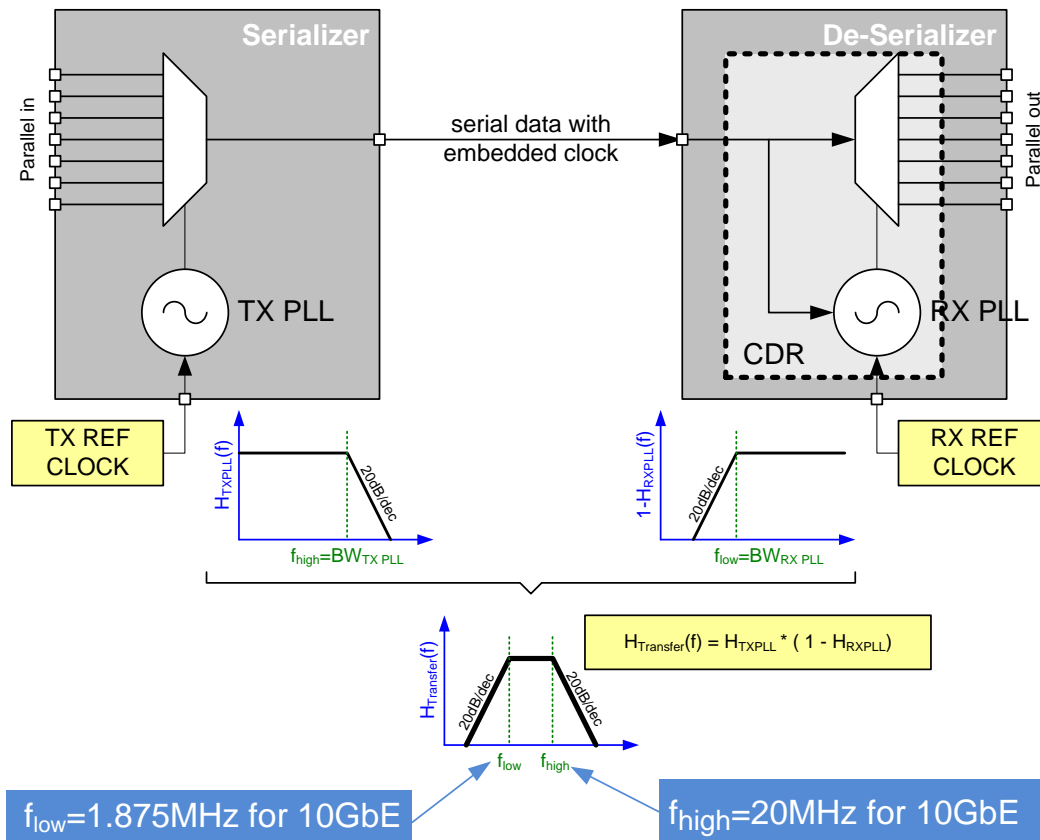 Serializer
De-Serializer
Parallel in
serial data with
embedded clock
Parallel out
TX PLL
RX PLL
CDR
TX REF
CLOCK
RX REF
CLOCK
HTXPLL(f)
20dB/dec
fhigh=BWTX PLL
1-HRXPLL(f)
20dB/dec
flow=BWRX PLL
HTransfer(f)
20dB/dec
20dB/dec
flow
fhigh
HTransfer(f) = HTXPLL * ( 1 - HRXPLL)
flow=1.875MHz for 10GbE
fhigh=20MHz for 10GbE